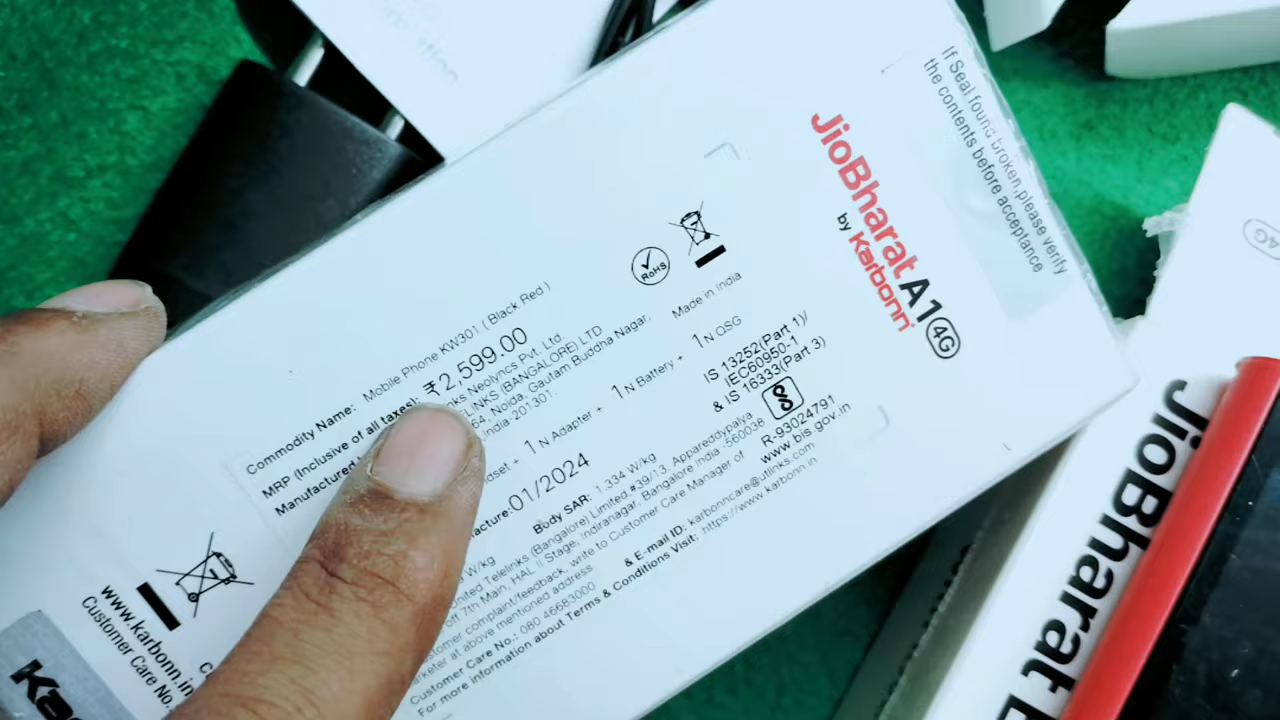 If Seal found broken,please verify
the contents before acceptance
JioBharat A1 4G
by Karbonn
RoHS
Commodity Name: Mobile Phone KW301 ( Black Red )
MRP (Inclusive of all taxes): ₹2,599.00
Manufactured
Neolyncs Pvt. Ltd
(BANGALORE) LTD
64, Noida, Gautam Buddha Nagar,
India-201301.
Made in India
1N Adapter + 1N Battery + 1N QSG
01/2024
IS 13252(Part 1)/
IEC60950-1
& IS 16333(Part 3)
R-93024791
www.bis.gov.in
W/kg Body SAR: 1.334 W/kg
United Telelinks (Bangalore) Limited.#39/13, Appareddypalya
off 7th Main, HAL II Stage, Indiranagar, Bangalore India -560038
complaint/feedback, write to Customer Care Manager of
at above mentioned address
Customer Care No.: 080 46683000 & E-mail ID: karbonncare@utlinks.com
For more information about Terms & Conditions Visit: https://www.karbonn.in
www.karbonn.in
Customer Care No.
4G
JioBharat